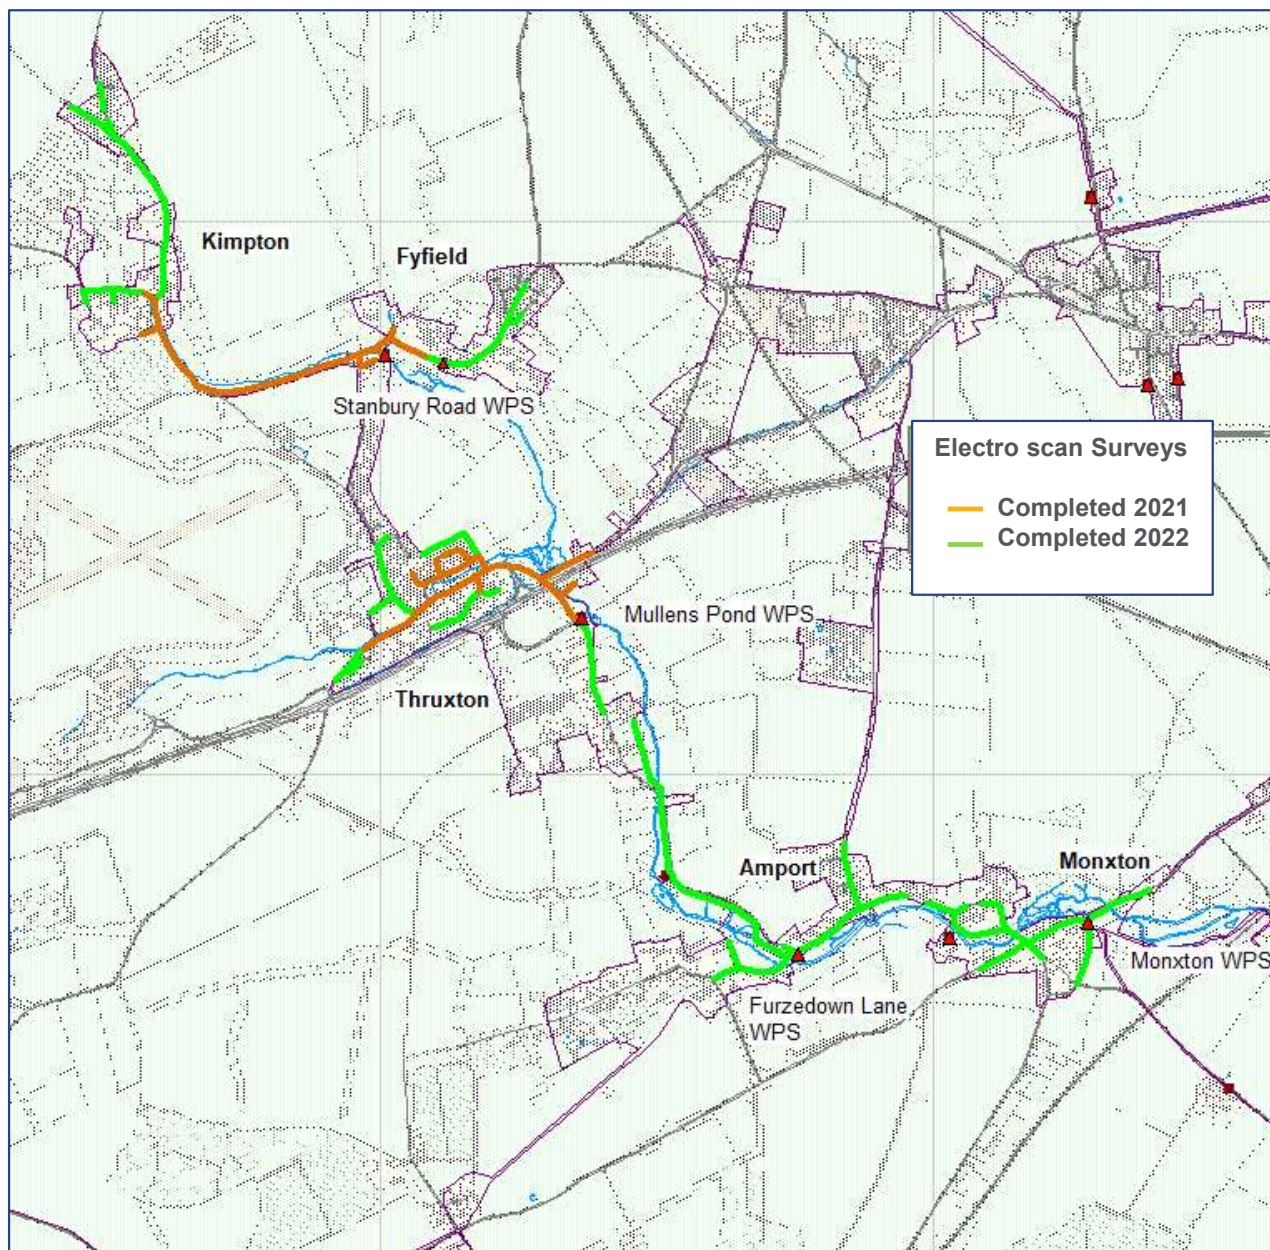 Kimpton
Fyfield
Stanbury Road WPS
Electro scan Surveys
Completed 2021
Completed 2022
Mullens Pond WPS
Thruxton
Amport
Monxton
Monxton WPS
Furzedown Lane
WPS